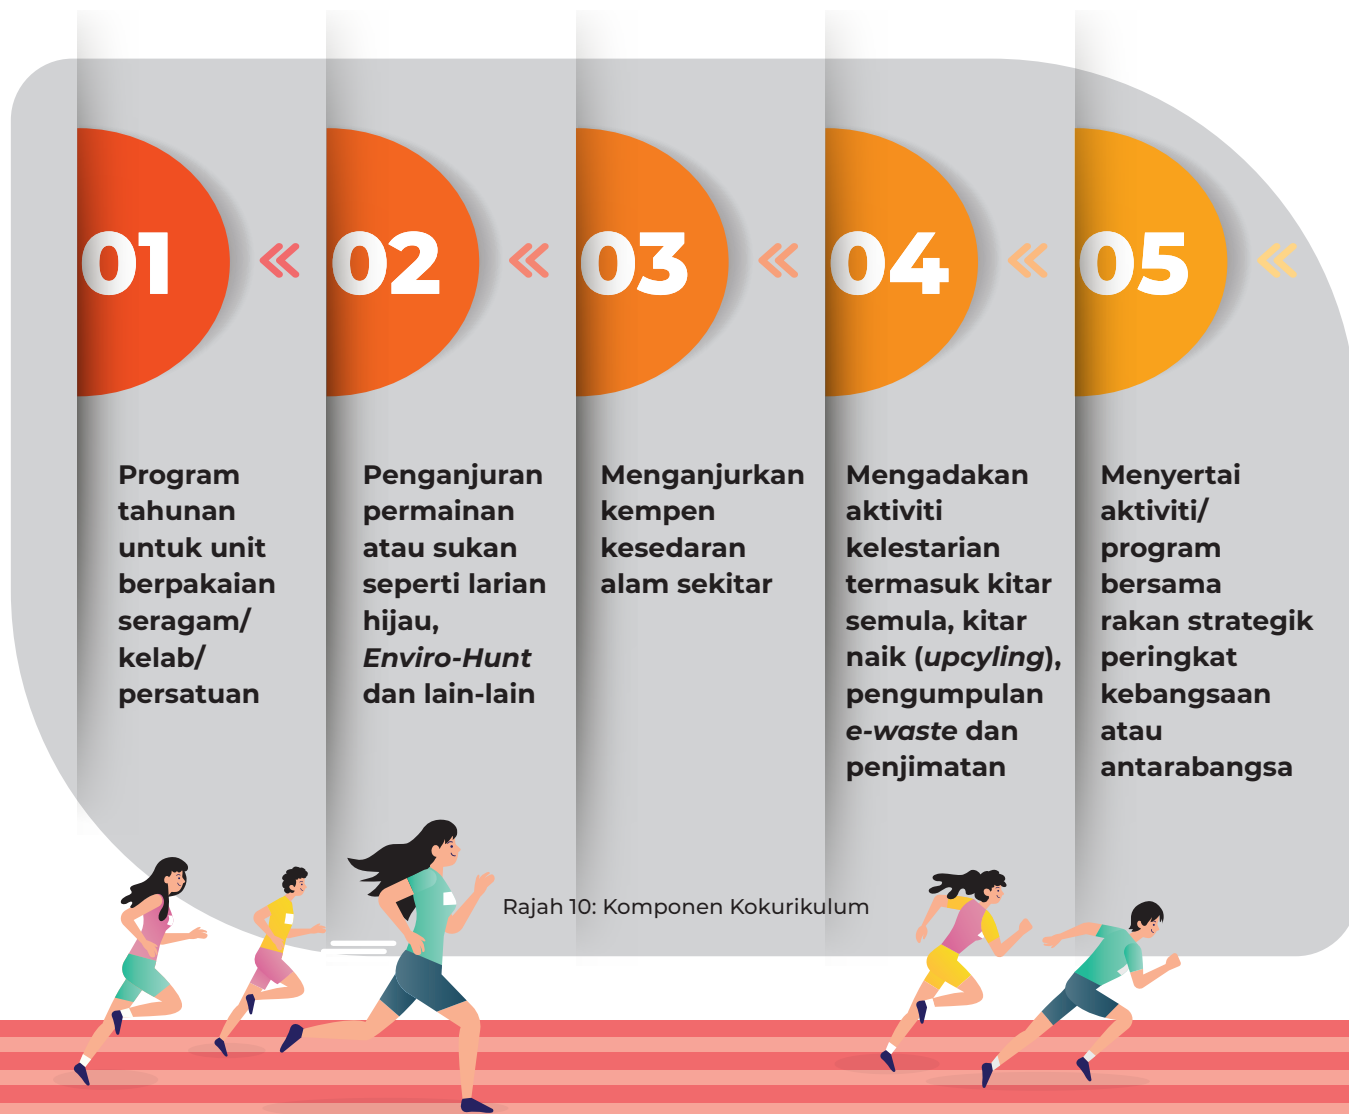 01
Program
tahunan
untuk unit
berpakaian
seragam/
kelab/
persatuan
02
Penganjuran
permainan
atau sukan
seperti larian
hijau,
Enviro-Hunt
dan lain-lain
03
Menganjurkan
kempen
kesedaran
alam sekitar
04
Mengadakan
aktiviti
kelestarian
termasuk kitar
semula, kitar
naik (upcyling),
pengumpulan
e-waste dan
penjimatan
05
Menyertai
aktiviti/
program
bersama
rakan strategik
peringkat
kebangsaan
atau
antarabangsa
Rajah 10: Komponen Kokurikulum